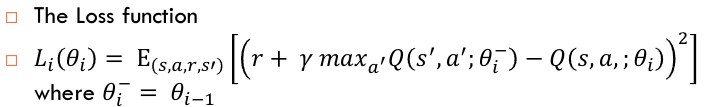 The Loss function
L_i(θ_i) = E_(s,a,r,s′) [(r + γ max_a′ Q(s′, a′; θ_i^−) − Q(s, a, ; θ_i))^2]
where θ_i^− = θ_{i−1}